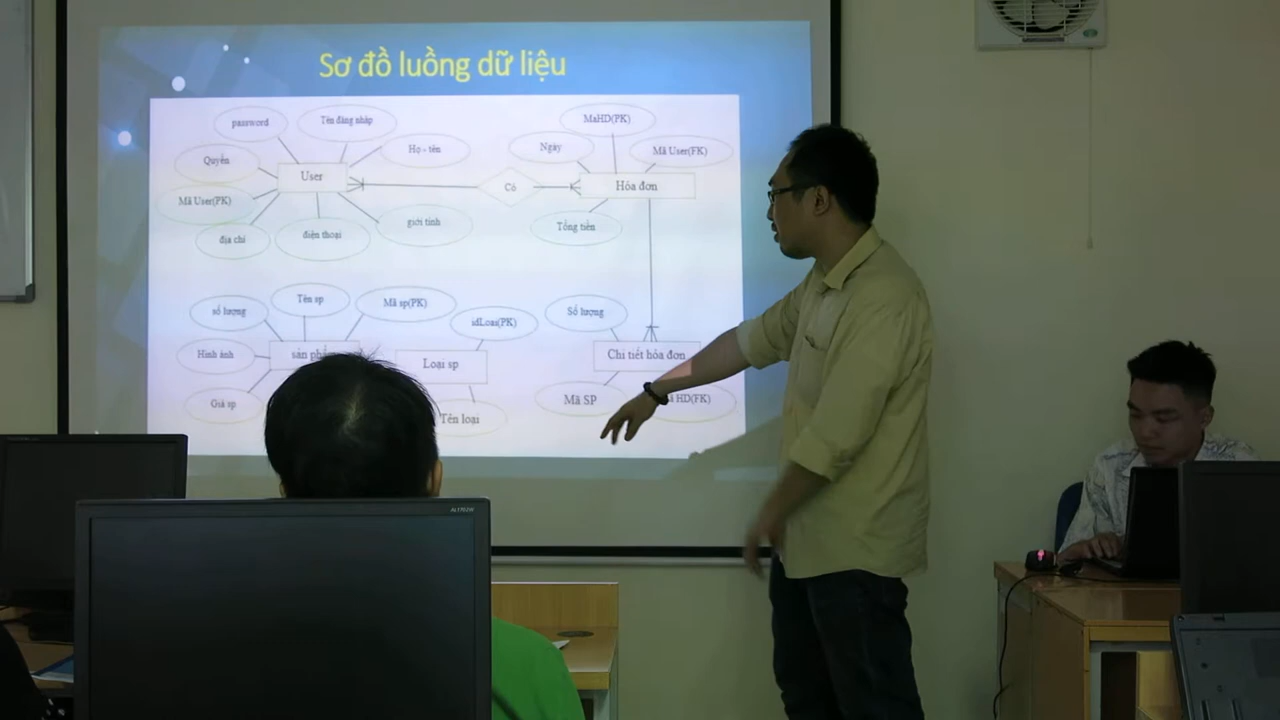 Sơ đồ luồng dữ liệu
password
Tên đăng nhập
MaHD(PK)
Quyền
Họ - tên
Ngày
Mã User(FK)
User
Có
Hóa đơn
Mã User(PK)
địa chỉ
điện thoại
giới tính
Tổng tiền
số lượng
Tên sp
Mã sp(PK)
idLoai(PK)
Số lượng
Hình ảnh
Loại sp
Chi tiết hóa đơn
Giá sp
Tên loại
Mã SP
HD(FK)